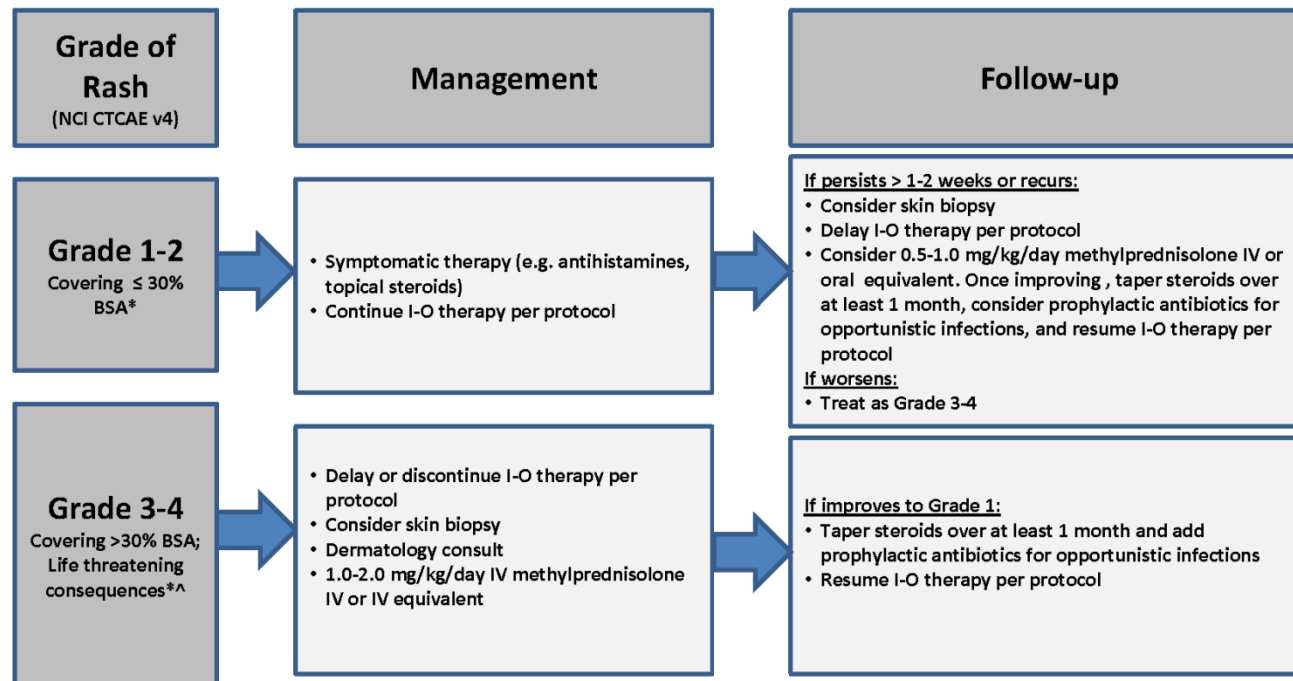 Grade of
Rash
(NCI CTCAE v4)
Management
Follow-up
Grade 1-2
Covering ≤ 30%
BSA*
• Symptomatic therapy (e.g. antihistamines,
topical steroids)
• Continue I-O therapy per protocol
If persists > 1-2 weeks or recurs:
• Consider skin biopsy
• Delay I-O therapy per protocol
• Consider 0.5-1.0 mg/kg/day methylprednisolone IV or
oral equivalent. Once improving , taper steroids over
at least 1 month, consider prophylactic antibiotics for
opportunistic infections, and resume I-O therapy per
protocol
If worsens:
• Treat as Grade 3-4
Grade 3-4
Covering >30% BSA;
Life threatening
consequences*^
• Delay or discontinue I-O therapy per
protocol
• Consider skin biopsy
• Dermatology consult
• 1.0-2.0 mg/kg/day IV methylprednisolone
IV or IV equivalent
If improves to Grade 1:
• Taper steroids over at least 1 month and add
prophylactic antibiotics for opportunistic infections
• Resume I-O therapy per protocol